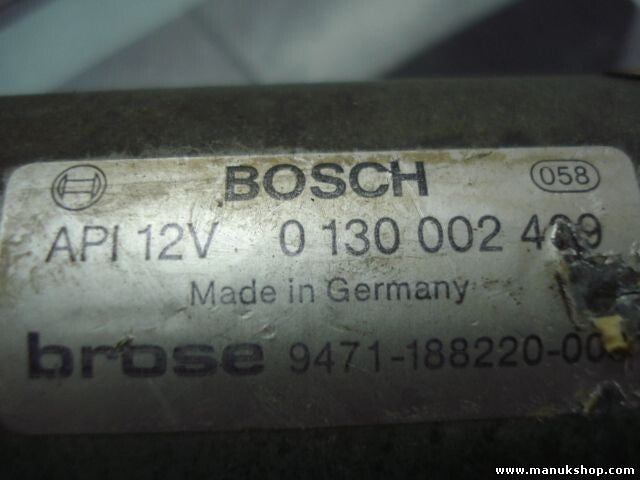 BOSCH 058
API 12V 0 130 002
Made in Germany
brose
www.manukshop.com